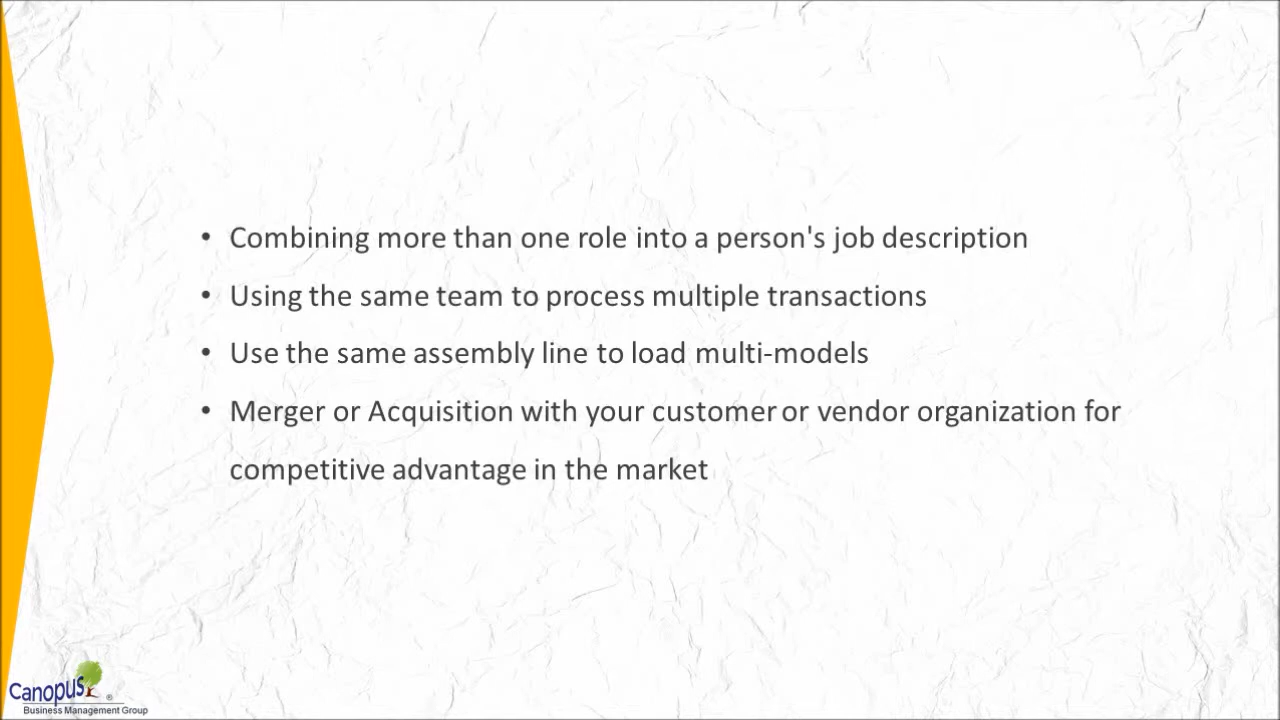 • Combining more than one role into a person's job description
• Using the same team to process multiple transactions
• Use the same assembly line to load multi-models
• Merger or Acquisition with your customer or vendor organization for
competitive advantage in the market
Canopus ®
Business Management Group